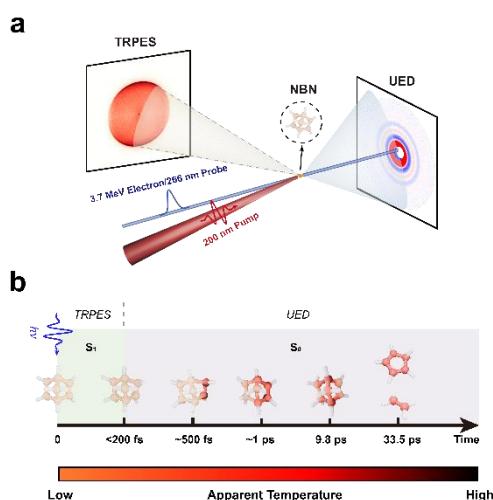 a
TRPES
NBN
UED
3.7 MeV Electron/266 nm Probe
200 nm Pump
b
TRPES
UED
hν
S₁
S₀
0
<200 fs
~500 fs
~1 ps
9.8 ps
33.5 ps
Time
Low
Apparent Temperature
High